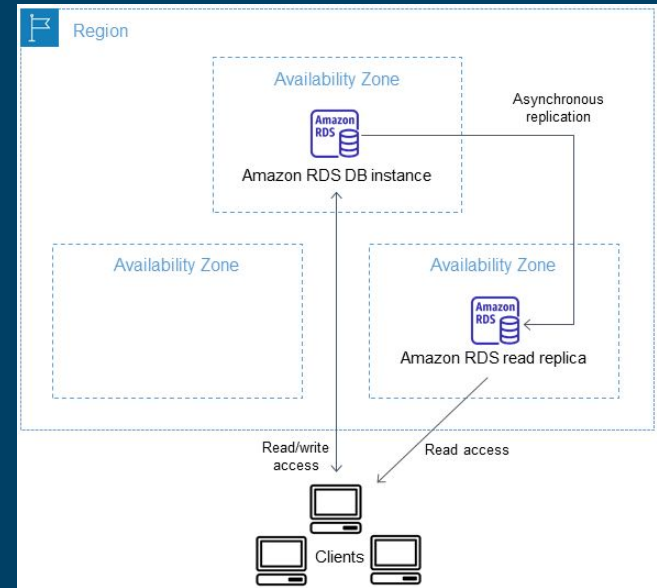 Region
Availability Zone
Asynchronous
replication
Amazon
RDS
Amazon RDS DB instance
Availability Zone
Availability Zone
Amazon
RDS
Amazon RDS read replica
Read/write
access
Read access
Clients